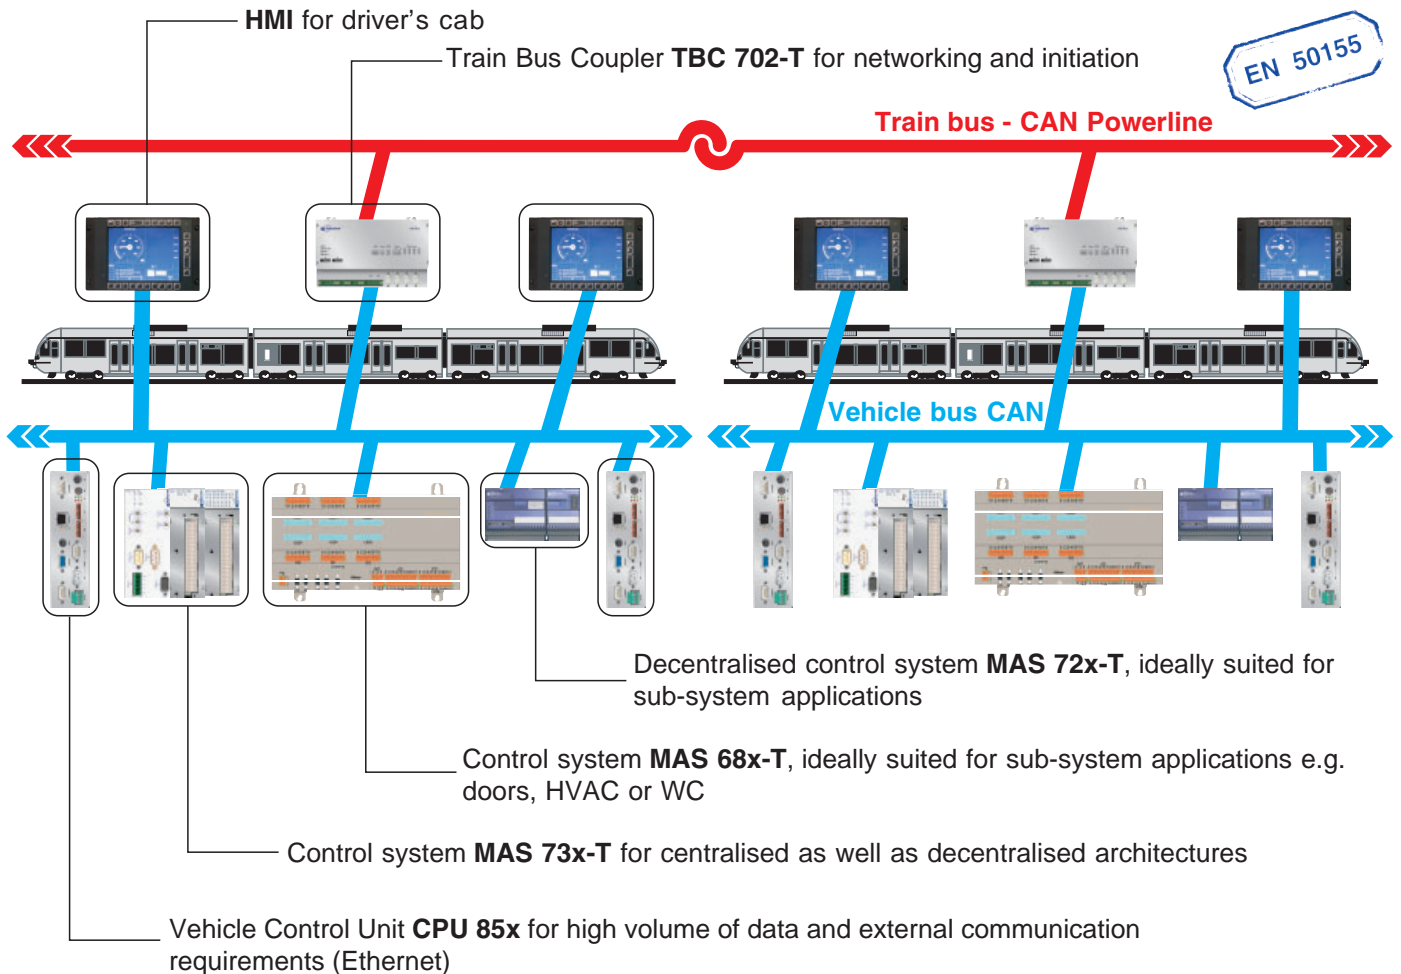 HMI for driver's cab
Train Bus Coupler TBC 702-T for networking and initiation
EN 50155
Train bus - CAN Powerline
Vehicle bus CAN
Decentralised control system MAS 72x-T, ideally suited for
sub-system applications
Control system MAS 68x-T, ideally suited for sub-system applications e.g.
doors, HVAC or WC
Control system MAS 73x-T for centralised as well as decentralised architectures
Vehicle Control Unit CPU 85x for high volume of data and external communication
requirements (Ethernet)